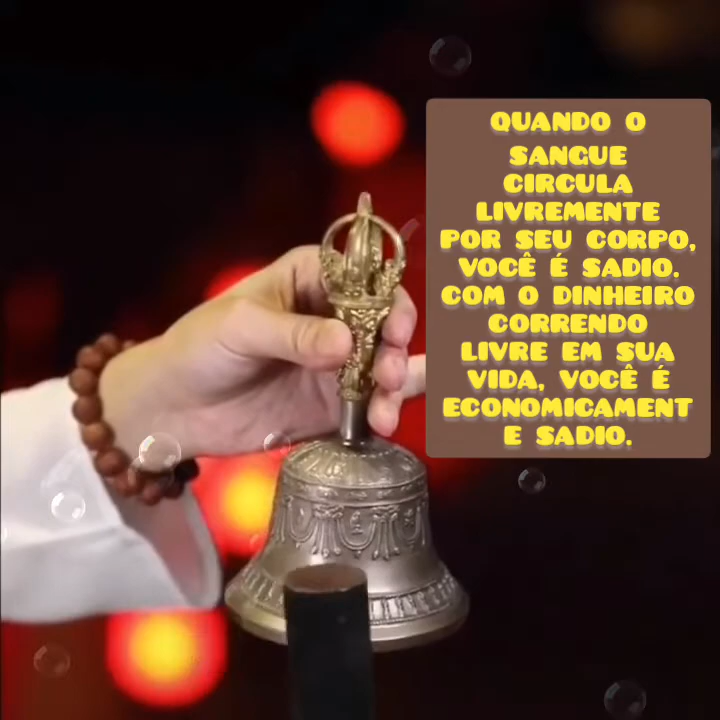 QUANDO O
SANGUE
CIRCULA
LIVREMENTE
POR SEU CORPO,
VOCÊ É SADIO.
COM O DINHEIRO
CORRENDO
LIVRE EM SUA
VIDA, VOCÊ É
ECONOMICAMENT
E SADIO.